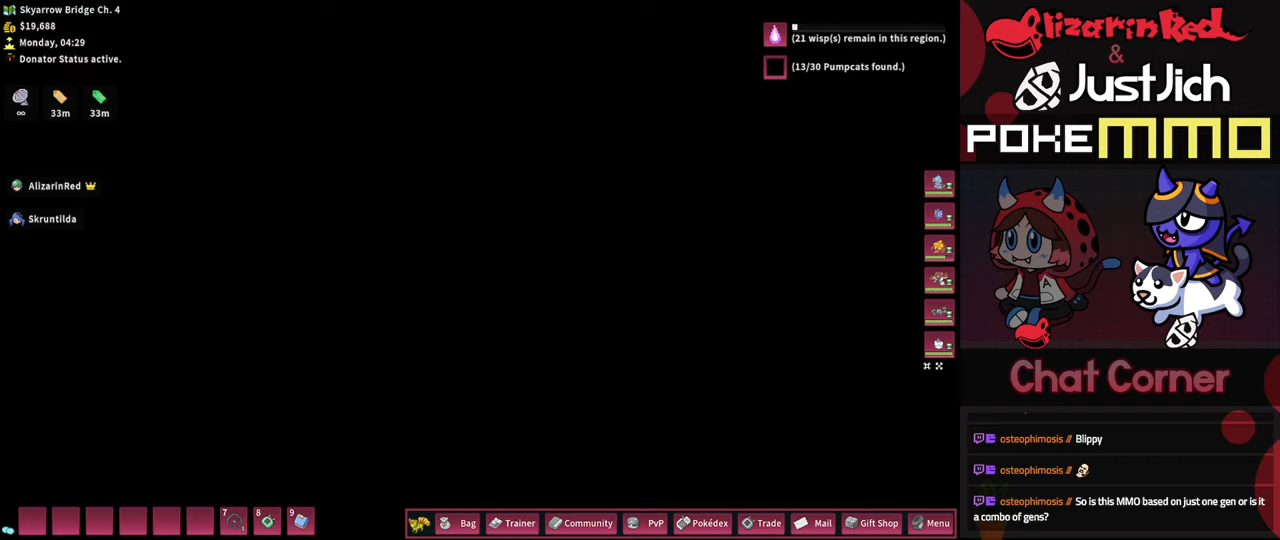 Skyarrow Bridge Ch. 4
$19,688
Monday, 04:29
Donator Status active.
∞
33m
33m
AlizarinRed
Skruntilda
(21 wisp(s) remain in this region.)
(13/30 Pumpcats found.)
7
1
8
9
Bag
Trainer
Community
PvP
Pokédex
Trade
Mail
Gift Shop
Menu
AlizarinRed
&
JustJich
POKEMMO
A
Chat Corner
osteophimosis // Blippy
osteophimosis //
osteophimosis // So is this MMO based on just one gen or is it
a combo of gens?